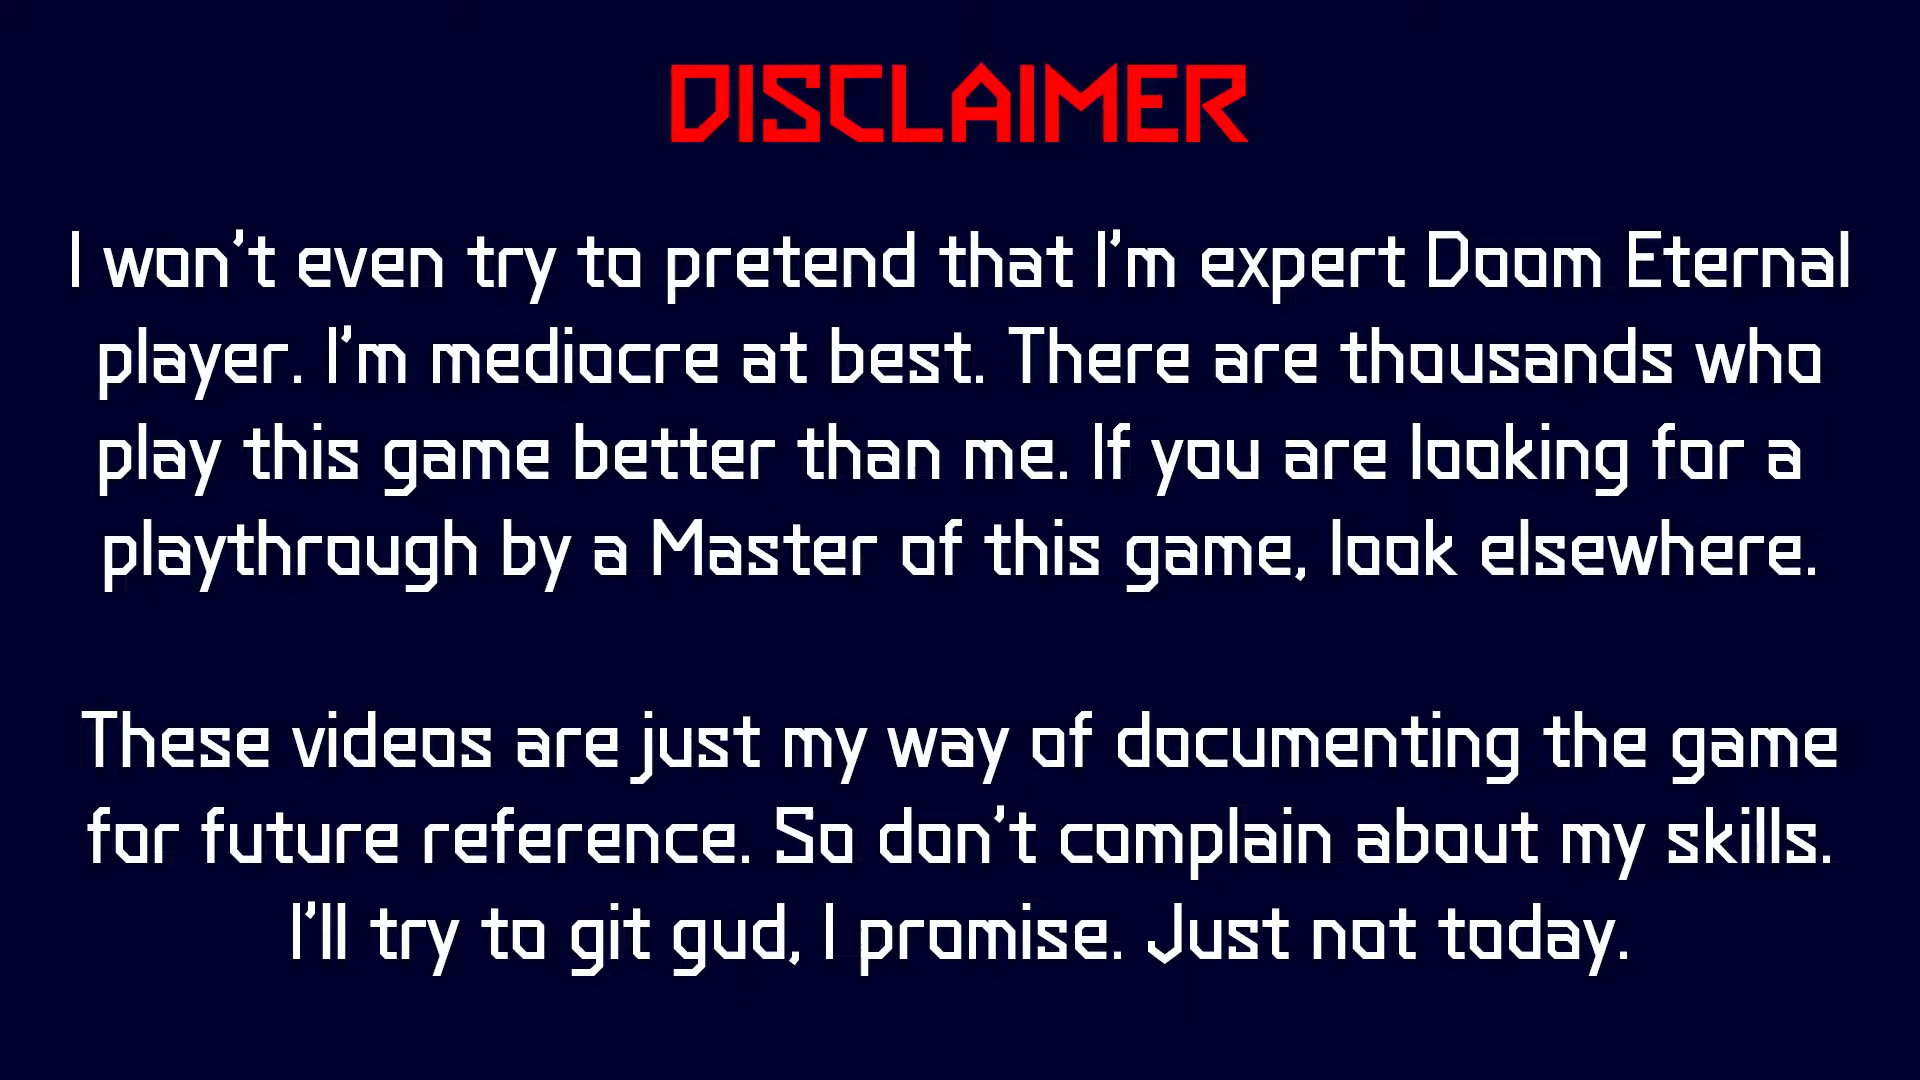 DISCLAIMER
I won't even try to pretend that I'm expert Doom Eternal
player. I'm mediocre at best. There are thousands who
play this game better than me. If you are looking for a
playthrough by a Master of this game, look elsewhere.
These videos are just my way of documenting the game
for future reference. So don't complain about my skills.
I'll try to git gud, I promise. Just not today.